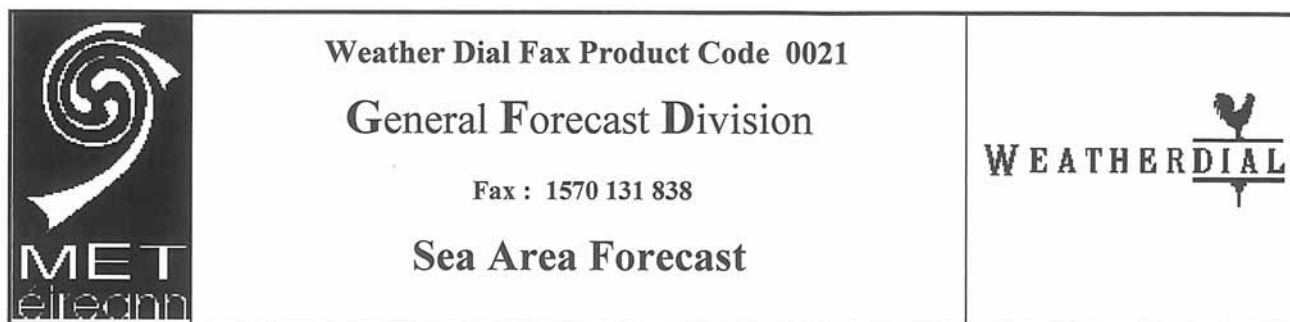 MET
éireann
Weather Dial Fax Product Code 0021
General Forecast Division
Fax : 1570 131 838
Sea Area Forecast
WEATHERDIAL